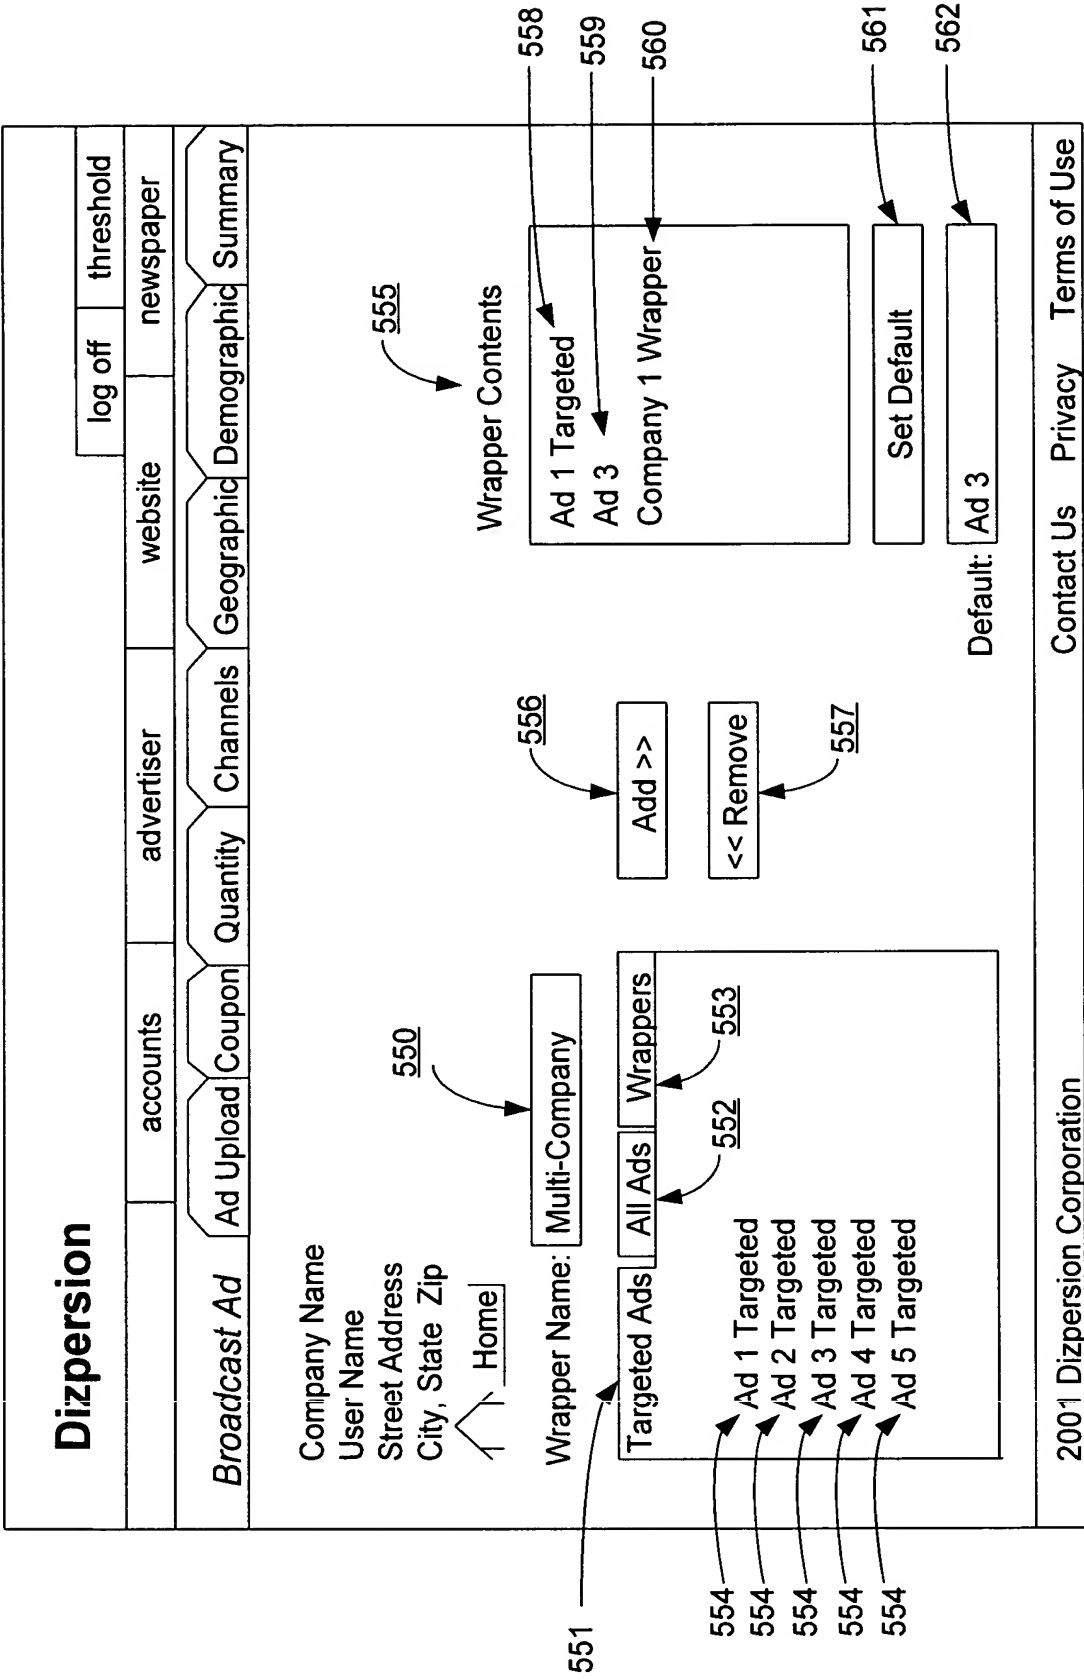 Dizpersion
log off threshold
accounts advertiser website newspaper
Broadcast Ad Ad Upload Coupon Quantity Channels Geographic Demographic Summary
Company Name
User Name
Street Address
City, State Zip
Home
550
555
Wrapper Name: Multi-Company
Wrapper Contents
551
Targeted Ads All Ads Wrappers
552
553
554 Ad 1 Targeted
554 Ad 2 Targeted
554 Ad 3 Targeted
554 Ad 4 Targeted
554 Ad 5 Targeted
556
Add >>
<< Remove
557
Ad 1 Targeted 558
Ad 3 559
Company 1 Wrapper 560
Set Default 561
Default: Ad 3 562
2001 Dizpersion Corporation Contact Us Privacy Terms of Use